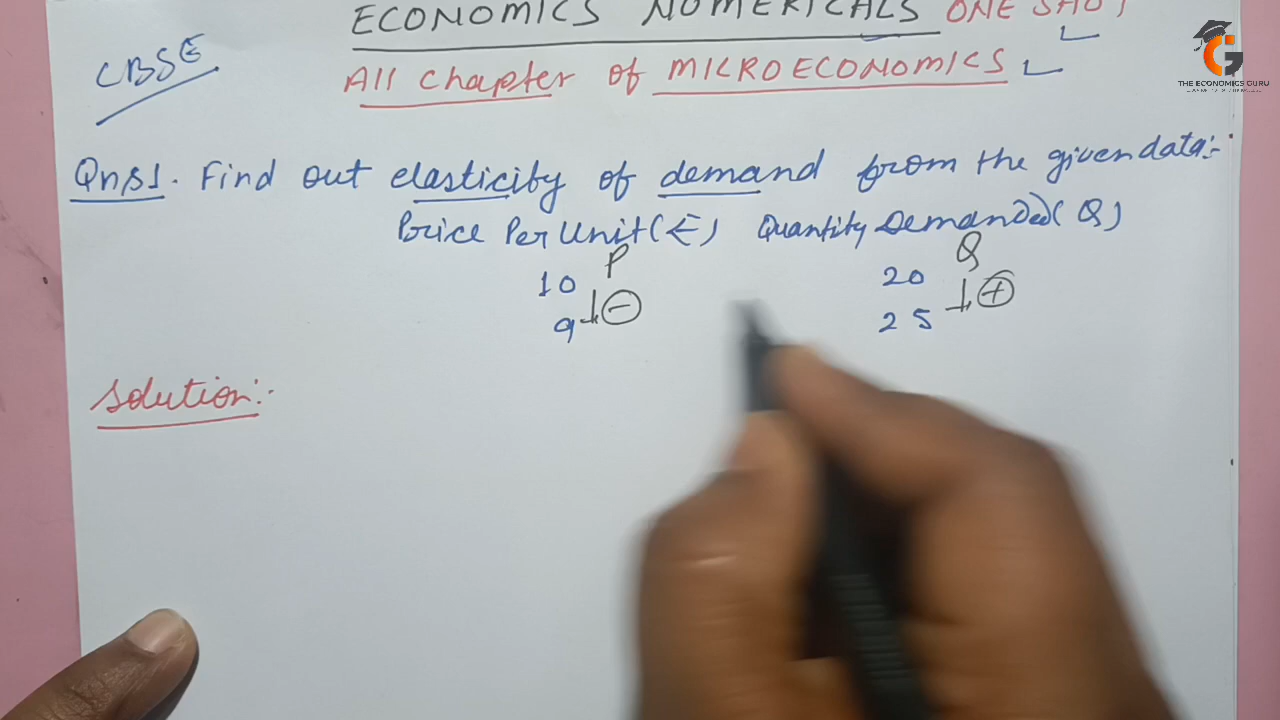 ECONOMICS NUMERICALS ONE SHOT
CBSE
All Chapter of MICROECONOMICS
THE ECONOMICS GURU
Qns1. Find out elasticity of demand from the given data:-
Price Per Unit(₹) Quantity Demanded(Q)
P Q
10 ↓ - 20 ↓ +
9 25
Solution:-